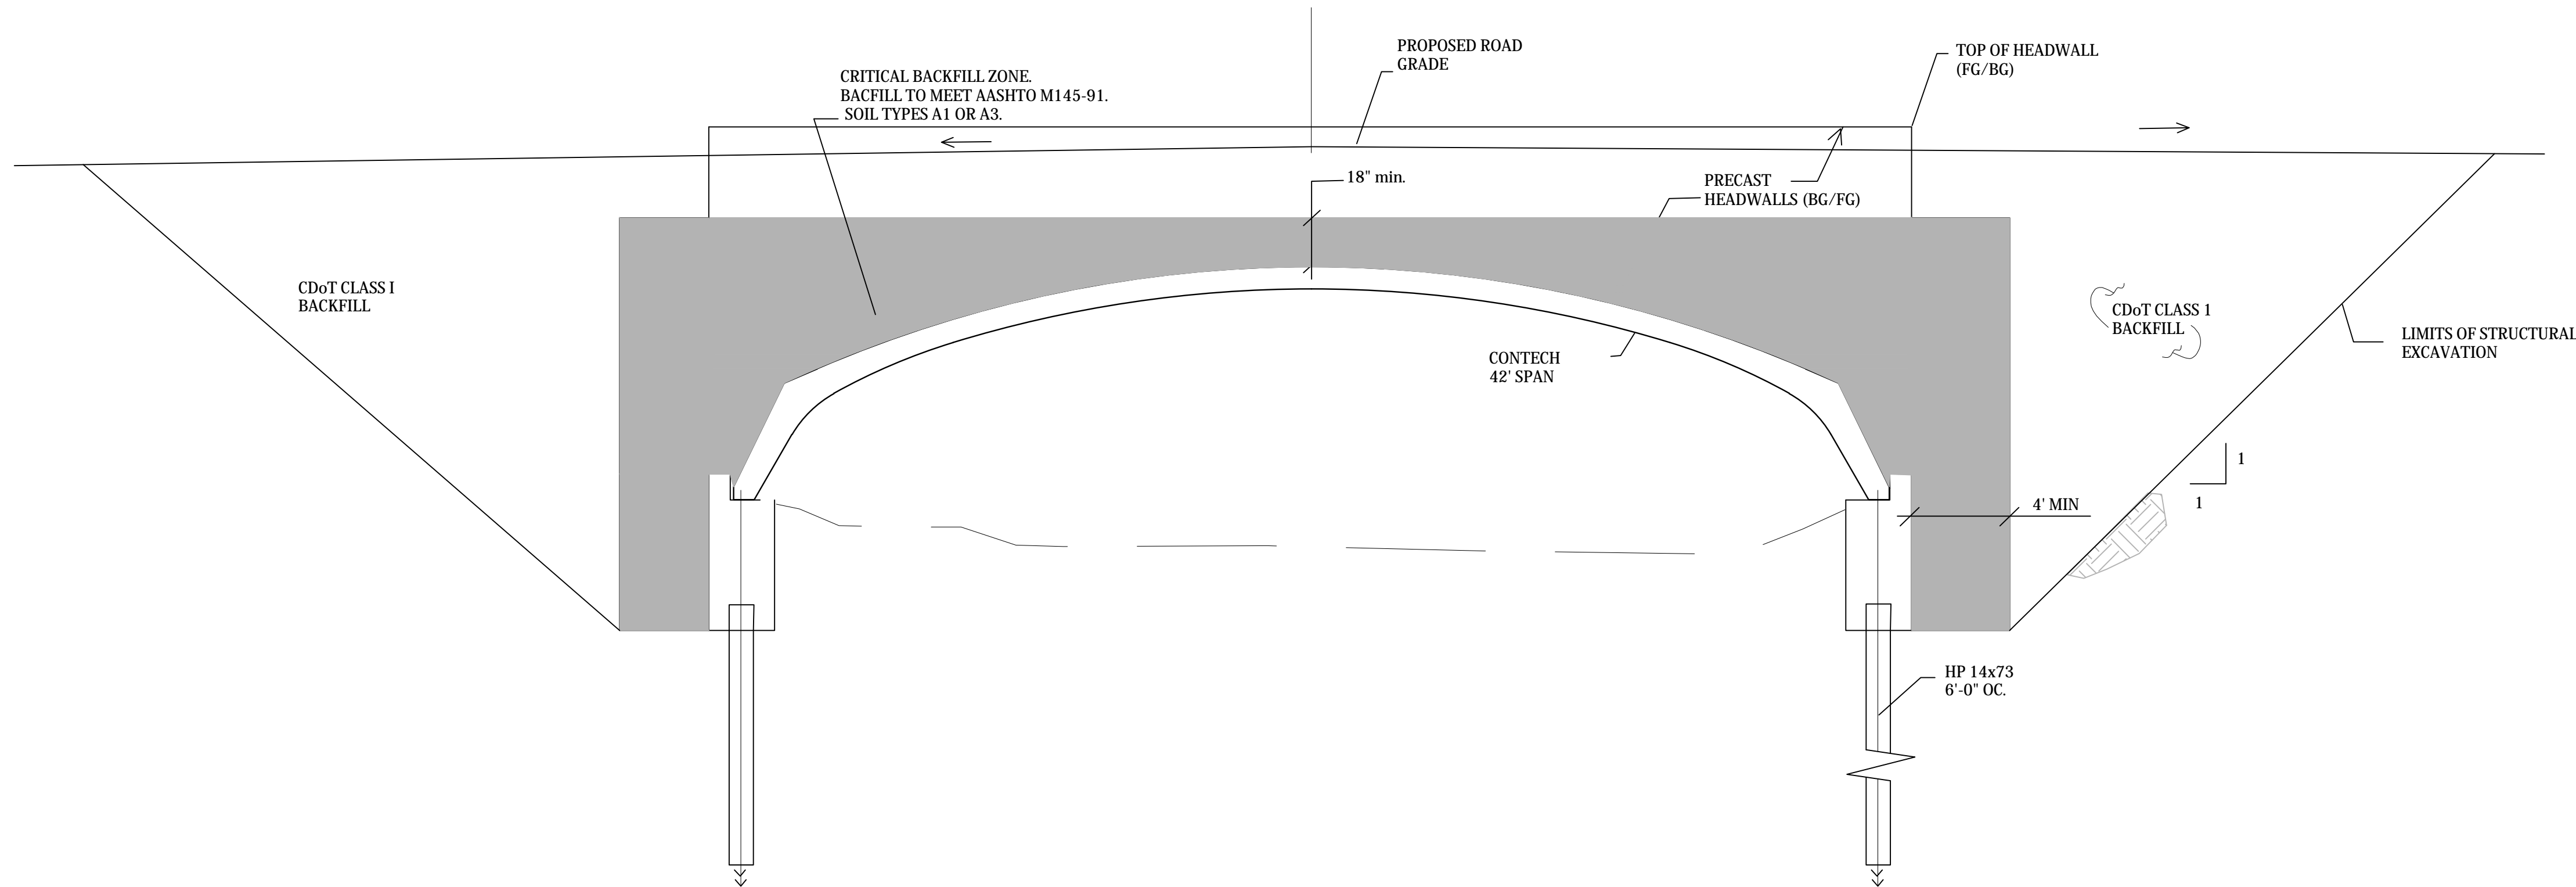 PROPOSED ROAD
GRADE
TOP OF HEADWALL
(FG/BG)
CRITICAL BACKFILL ZONE.
BACFILL TO MEET AASHTO M145-91.
SOIL TYPES A1 OR A3.
18" min.
PRECAST
HEADWALLS (BG/FG)
CDoT CLASS I
BACKFILL
CDoT CLASS 1
BACKFILL
LIMITS OF STRUCTURAL
EXCAVATION
CONTECH
42' SPAN
1
1
4' MIN
HP 14x73
6'-0" OC.